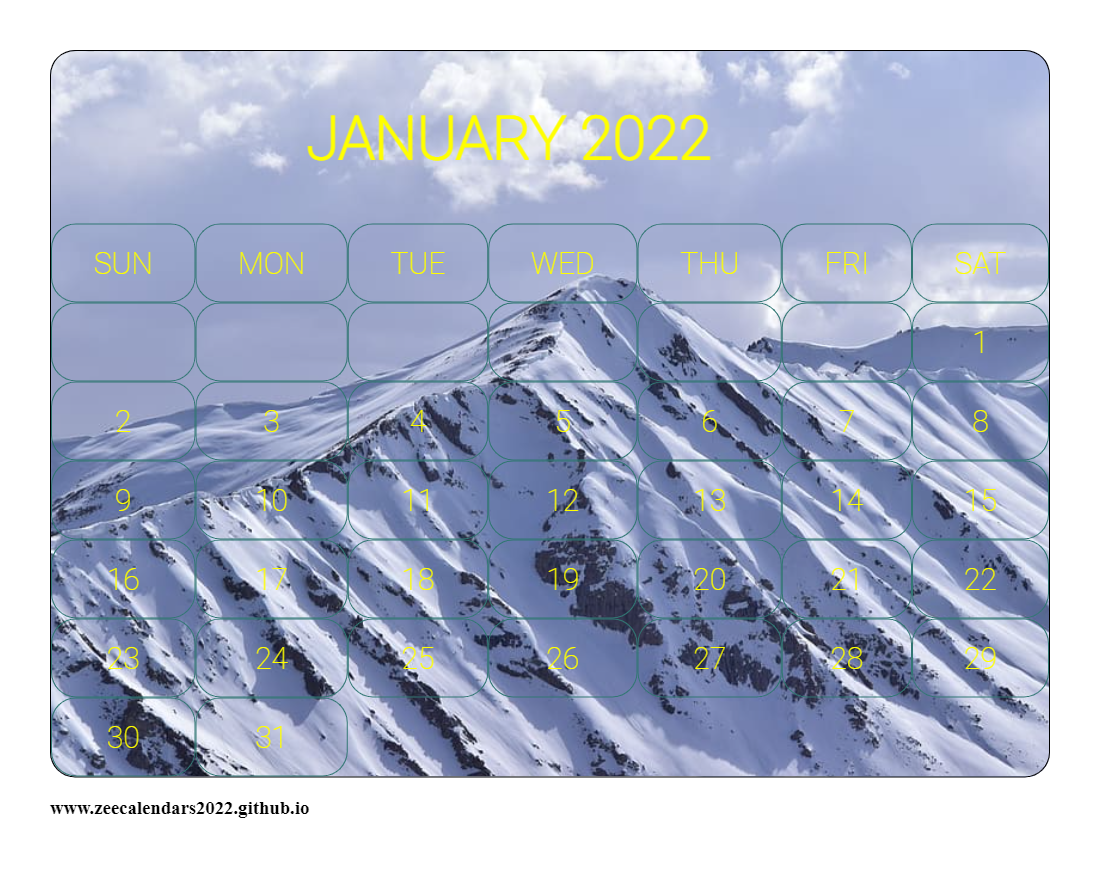 JANUARY 2022
SUN MON TUE WED THU FRI SAT
1
2 3 4 5 6 7 8
9 10 11 12 13 14 15
16 17 18 19 20 21 22
23 24 25 26 27 28 29
30 31
www.zeecalendars2022.github.io